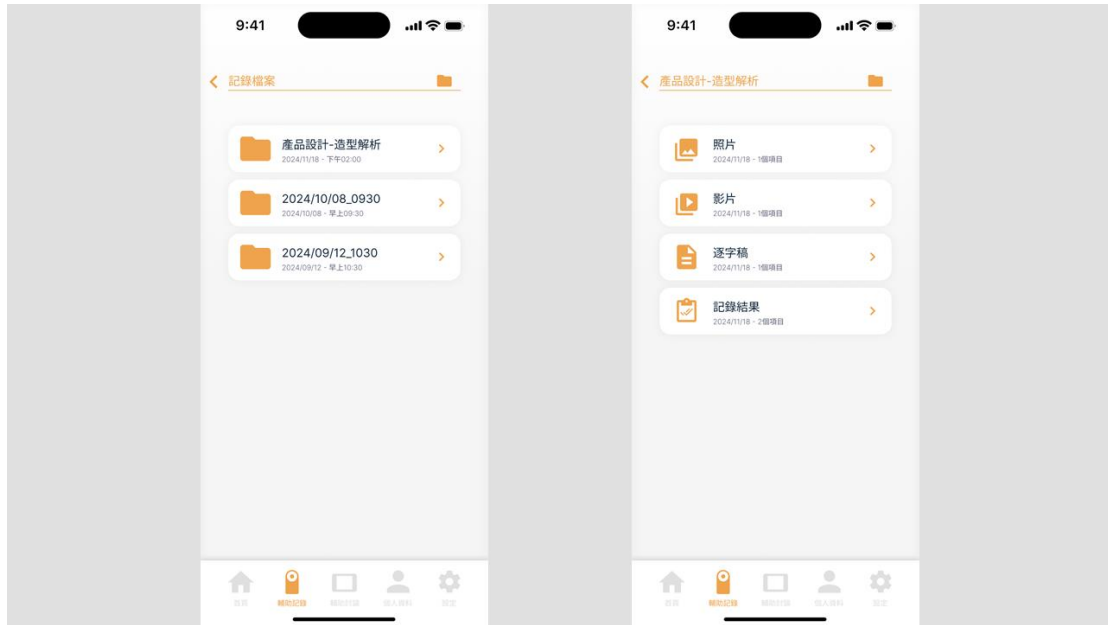 9:41
記錄檔案
產品設計-造型解析
2024/11/18 - 下午02:00
2024/10/08_0930
2024/10/08 - 早上09:30
2024/09/12_1030
2024/09/12 - 早上10:30
首頁
輔助記錄
輔助討論
個人資料
設定
9:41
產品設計-造型解析
照片
2024/11/18 - 1個項目
影片
2024/11/18 - 1個項目
逐字稿
2024/11/18 - 1個項目
記錄結果
2024/11/18 - 2個項目
首頁
輔助記錄
輔助討論
個人資料
設定